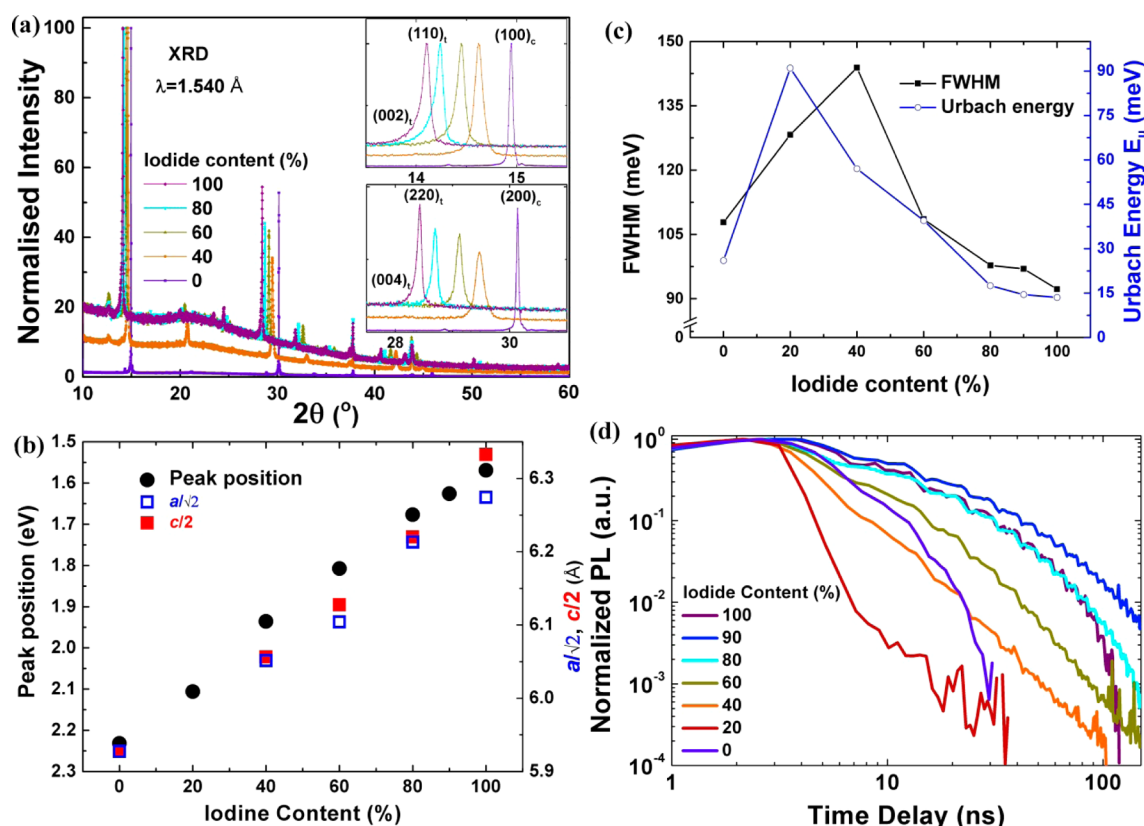 (a)
Normalised Intensity
100
80
60
40
20
0
XRD
λ=1.540 Å
Iodide content (%)
100
80
60
40
0
(110)t
(100)c
(002)t
14
15
(220)t
(200)c
(004)t
28
30
10
20
30
40
50
60
2θ (°)
(b)
Peak position (eV)
1.5
1.6
1.7
1.8
1.9
2.0
2.1
2.2
2.3
Peak position
a/√2
c/2
6.3
6.2
6.1
6.0
5.9
a/√2, c/2 (Å)
0
20
40
60
80
100
Iodine Content (%)
(c)
FWHM (meV)
150
135
120
105
90
FWHM
Urbach energy
90
75
60
45
30
15
0
Urbach Energy Eu (meV)
0
20
40
60
80
100
Iodide content (%)
(d)
Normalized PL (a.u.)
10⁰
10⁻¹
10⁻²
10⁻³
10⁻⁴
Iodide Content (%)
100
90
80
60
40
20
0
1
10
100
Time Delay (ns)